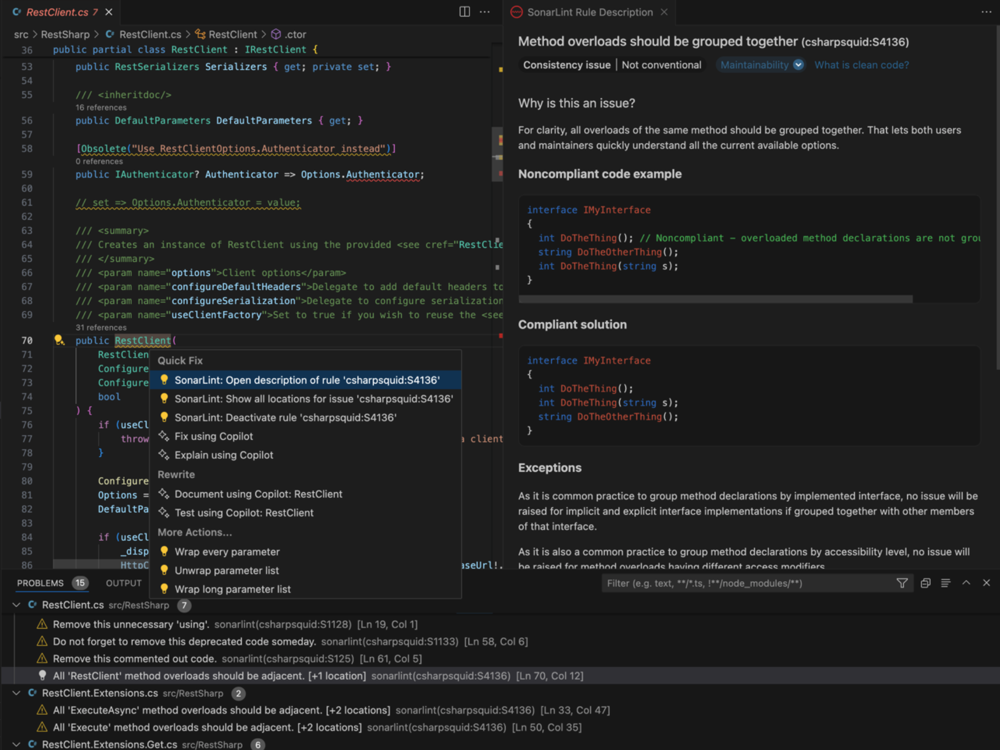 RestClient.cs 7
src > RestSharp > RestClient.cs > RestClient > .ctor
36 public partial class RestClient : IRestClient {
53 public RestSerializers Serializers { get; private set; }
54
55 /// <inheritdoc/>
16 references
56 public DefaultParameters DefaultParameters { get; }
57
58 [Obsolete("Use RestClientOptions.Authenticator instead")]
0 references
59 public IAuthenticator? Authenticator => Options.Authenticator;
60
61 // set => Options.Authenticator = value;
62
63 /// <summary>
64 /// Creates an instance of RestClient using the provided <see cref="RestClie
65 /// </summary>
66 /// <param name="options">Client options</param>
67 /// <param name="configureDefaultHeaders">Delegate to add default headers to
68 /// <param name="configureSerialization">Delegate to configure serialization
69 /// <param name="useClientFactory">Set to true if you wish to reuse the <see
31 references
70 public RestClient(
71 RestClien
72 Configure
73 Configure
74 bool
75 ) {
76 if (useCl
77 throw a client
78 }
79
80 Configure
81 Options =
82 DefaultPa
83
84 if (useCl
85 _disp
86 HttpC aseUrl!.
Quick Fix
SonarLint: Open description of rule 'csharpsquid:S4136'
SonarLint: Show all locations for issue 'csharpsquid:S4136'
SonarLint: Deactivate rule 'csharpsquid:S4136'
Fix using Copilot
Explain using Copilot
Rewrite
Document using Copilot: RestClient
Test using Copilot: RestClient
More Actions...
Wrap every parameter
Unwrap parameter list
Wrap long parameter list
SonarLint Rule Description
Method overloads should be grouped together (csharpsquid:S4136)
Consistency issue | Not conventional Maintainability What is clean code?
Why is this an issue?
For clarity, all overloads of the same method should be grouped together. That lets both users
and maintainers quickly understand all the current available options.
Noncompliant code example
interface IMyInterface
{
int DoTheThing(); // Noncompliant – overloaded method declarations are not grou
string DoTheOtherThing();
int DoTheThing(string s);
}
Compliant solution
interface IMyInterface
{
int DoTheThing();
int DoTheThing(string s);
string DoTheOtherThing();
}
Exceptions
As it is common practice to group method declarations by implemented interface, no issue will be
raised for implicit and explicit interface implementations if grouped together with other members
of that interface.
As it is also a common practice to group method declarations by accessibility level, no issue will
be raised for method overloads having different access modifiers.
PROBLEMS 15 OUTPUT Filter (e.g. text, **/*.ts, !**/node_modules/**)
RestClient.cs src/RestSharp 7
Remove this unnecessary 'using'. sonarlint(csharpsquid:S1128) [Ln 19, Col 1]
Do not forget to remove this deprecated code someday. sonarlint(csharpsquid:S1133) [Ln 58, Col 6]
Remove this commented out code. sonarlint(csharpsquid:S125) [Ln 61, Col 5]
All 'RestClient' method overloads should be adjacent. [+1 location] sonarlint(csharpsquid:S4136) [Ln 70, Col 12]
RestClient.Extensions.cs src/RestSharp 2
All 'ExecuteAsync' method overloads should be adjacent. [+2 locations] sonarlint(csharpsquid:S4136) [Ln 33, Col 47]
All 'Execute' method overloads should be adjacent. [+2 locations] sonarlint(csharpsquid:S4136) [Ln 50, Col 35]
RestClient.Extensions.Get.cs src/RestSharp 6